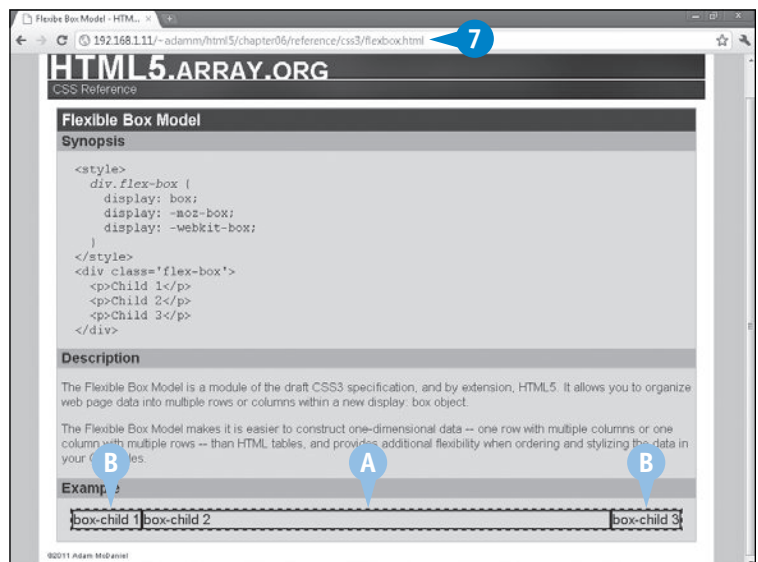 Flexibe Box Model - HTM...
192.168.1.11/~adamm/html5/chapter06/reference/css3/flexbox.html
7
HTML5.ARRAY.ORG
CSS Reference
Flexible Box Model
Synopsis
<style>
div.flex-box {
display: box;
display: -moz-box;
display: -webkit-box;
}
</style>
<div class='flex-box'>
<p>Child 1</p>
<p>Child 2</p>
<p>Child 3</p>
</div>
Description
The Flexible Box Model is a module of the draft CSS3 specification, and by extension, HTML5. It allows you to organize
web page data into multiple rows or columns within a new display: box object.
The Flexible Box Model makes it is easier to construct one-dimensional data -- one row with multiple columns or one
column with multiple rows -- than HTML tables, and provides additional flexibility when ordering and stylizing the data in
your
B
A
B
Example
box-child 1 box-child 2 box-child 3
©2011 Adam McDaniel